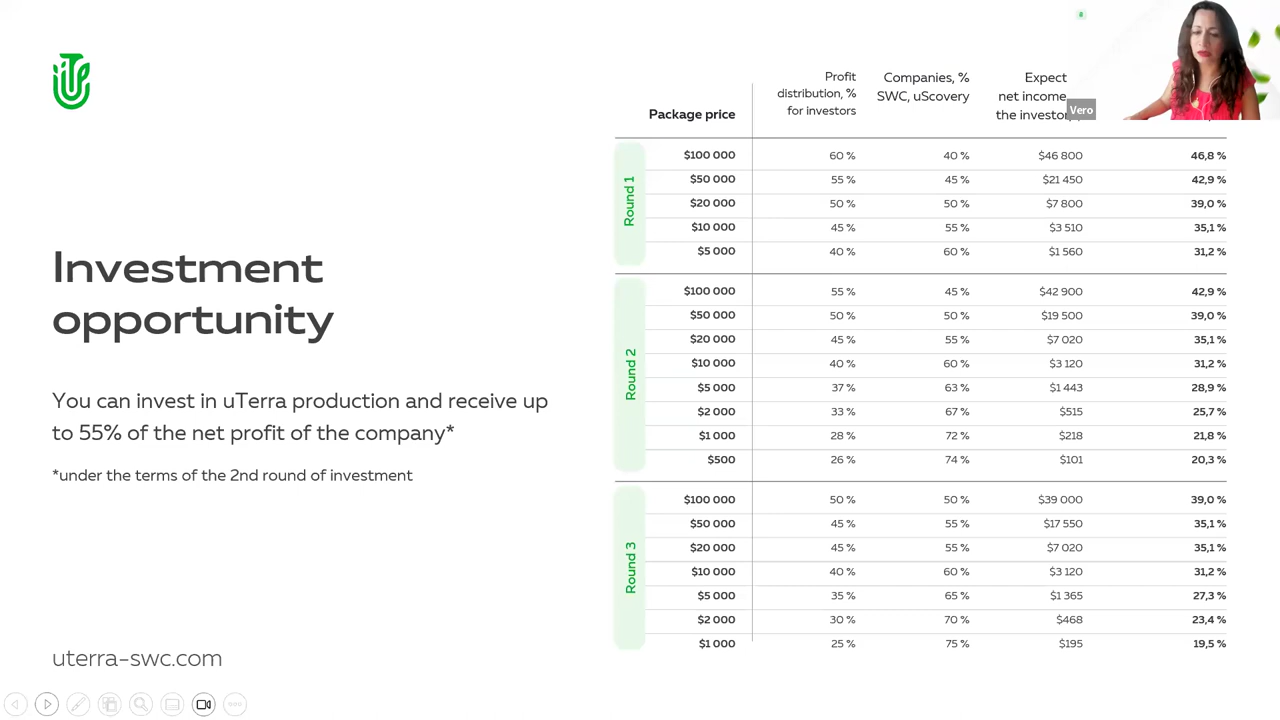 Investment
opportunity
You can invest in uTerra production and receive up
to 55% of the net profit of the company*
*under the terms of the 2nd round of investment
uterra-swc.com
Package price
Profit
distribution, %
for investors
Companies, %
SWC, uScovery
Expect
net income
the investor
Vero
Round 1
$100 000 60 % 40 % $46 800 46,8 %
$50 000 55 % 45 % $21 450 42,9 %
$20 000 50 % 50 % $7 800 39,0 %
$10 000 45 % 55 % $3 510 35,1 %
$5 000 40 % 60 % $1 560 31,2 %
Round 2
$100 000 55 % 45 % $42 900 42,9 %
$50 000 50 % 50 % $19 500 39,0 %
$20 000 45 % 55 % $7 020 35,1 %
$10 000 40 % 60 % $3 120 31,2 %
$5 000 37 % 63 % $1 443 28,9 %
$2 000 33 % 67 % $515 25,7 %
$1 000 28 % 72 % $218 21,8 %
$500 26 % 74 % $101 20,3 %
Round 3
$100 000 50 % 50 % $39 000 39,0 %
$50 000 45 % 55 % $17 550 35,1 %
$20 000 45 % 55 % $7 020 35,1 %
$10 000 40 % 60 % $3 120 31,2 %
$5 000 35 % 65 % $1 365 27,3 %
$2 000 30 % 70 % $468 23,4 %
$1 000 25 % 75 % $195 19,5 %